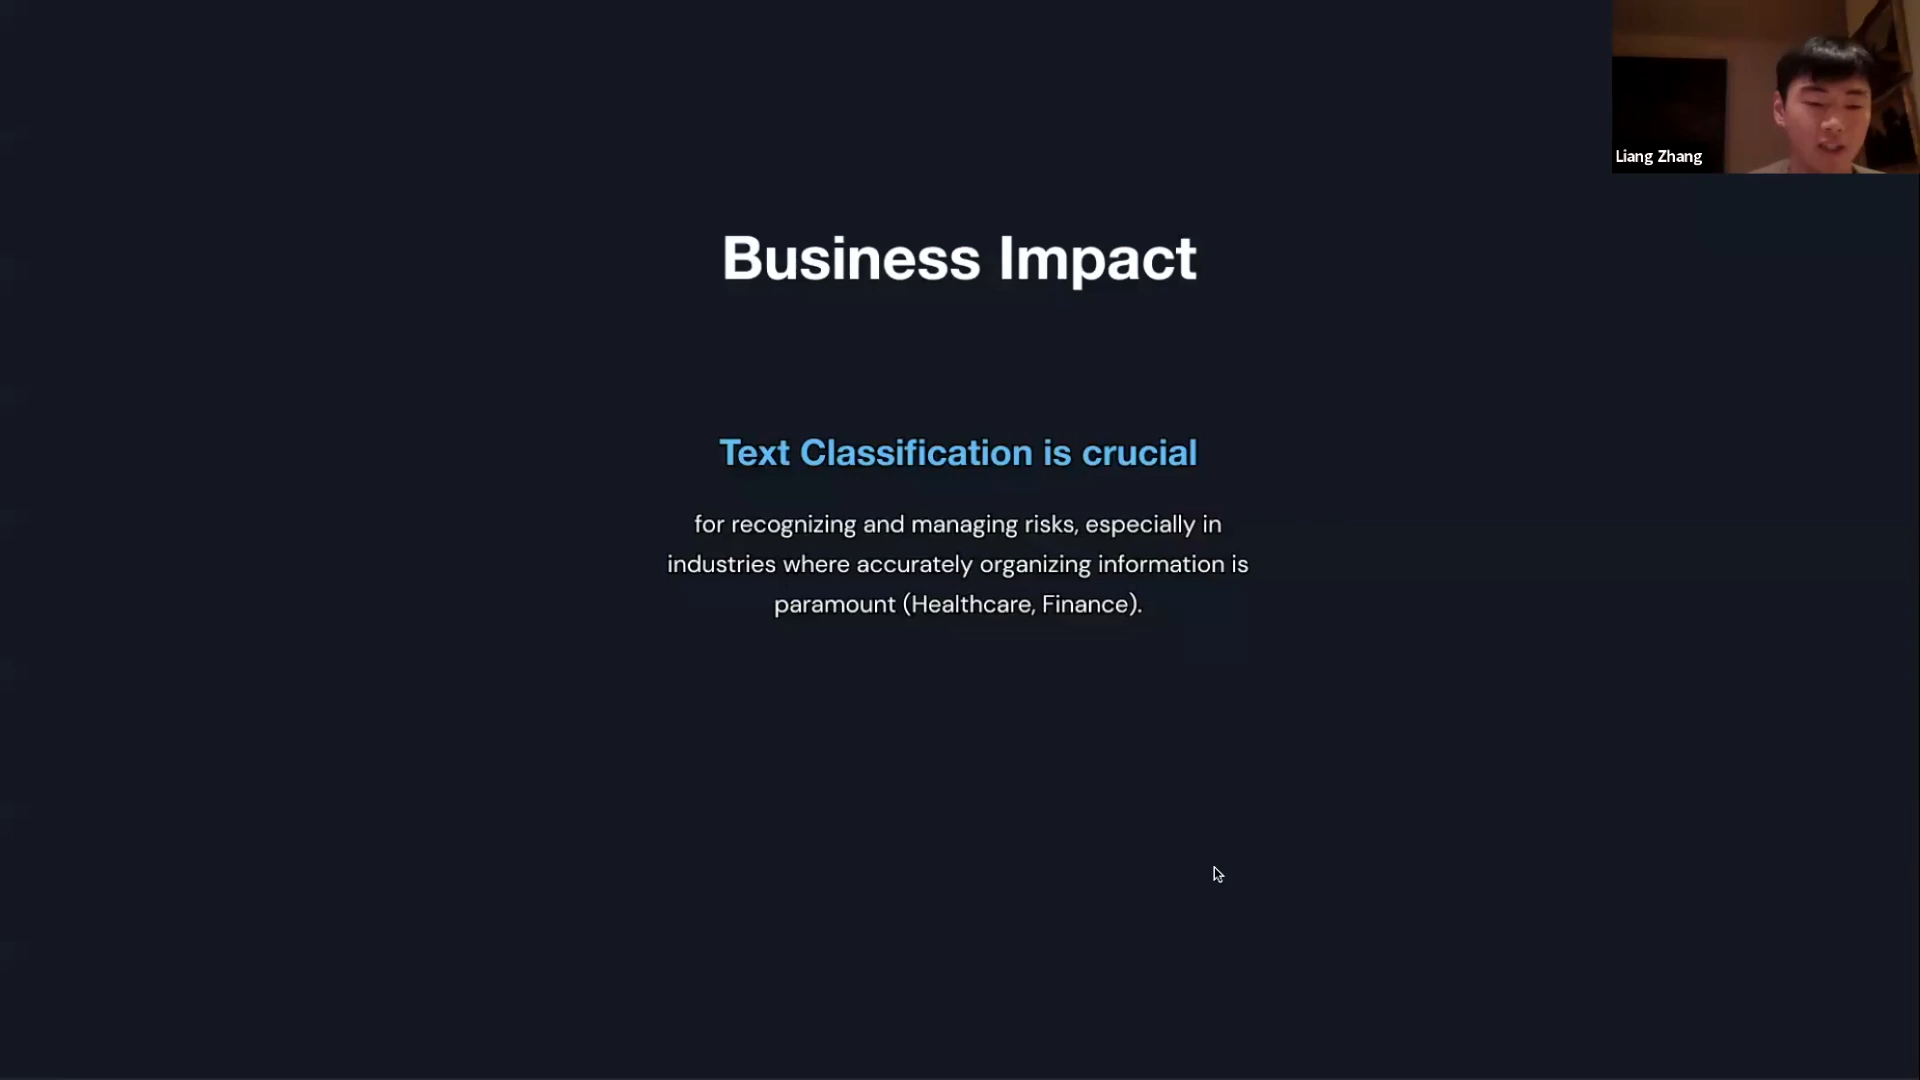 Liang Zhang
Business Impact
Text Classification is crucial
for recognizing and managing risks, especially in
industries where accurately organizing information is
paramount (Healthcare, Finance).